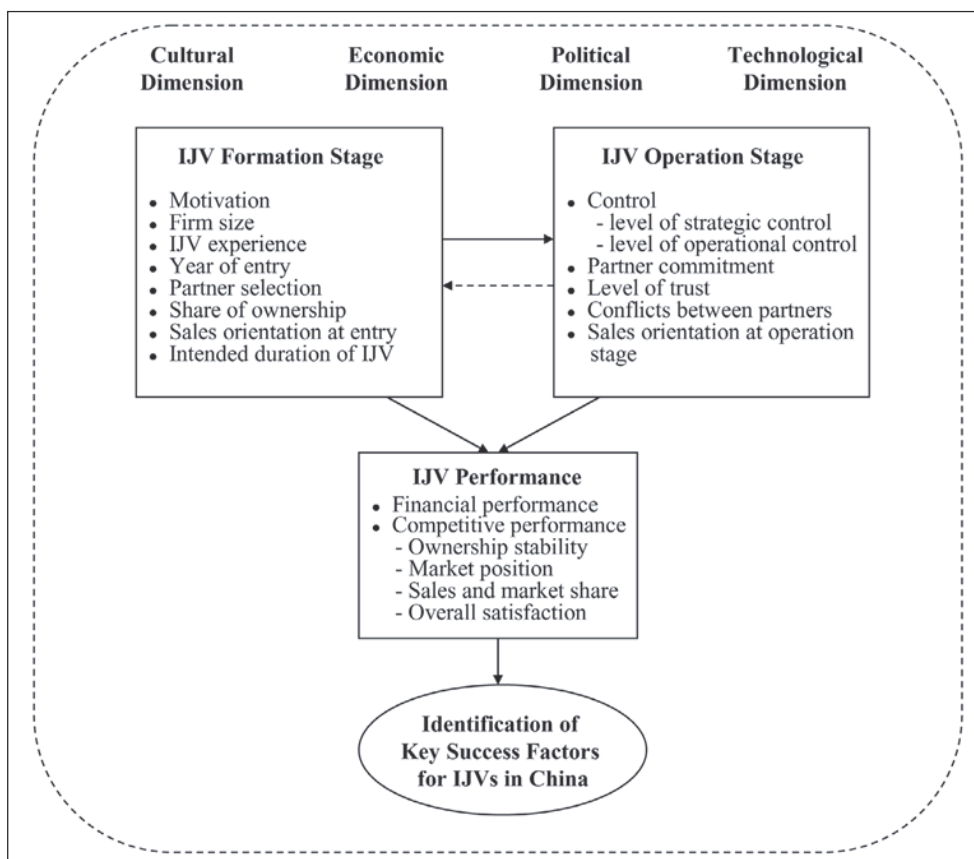 Cultural Dimension
Economic Dimension
Political Dimension
Technological Dimension
IJV Formation Stage
• Motivation
• Firm size
• IJV experience
• Year of entry
• Partner selection
• Share of ownership
• Sales orientation at entry
• Intended duration of IJV
IJV Operation Stage
• Control
- level of strategic control
- level of operational control
• Partner commitment
• Level of trust
• Conflicts between partners
• Sales orientation at operation
stage
IJV Performance
• Financial performance
• Competitive performance
- Ownership stability
- Market position
- Sales and market share
- Overall satisfaction
Identification of
Key Success Factors
for IJVs in China